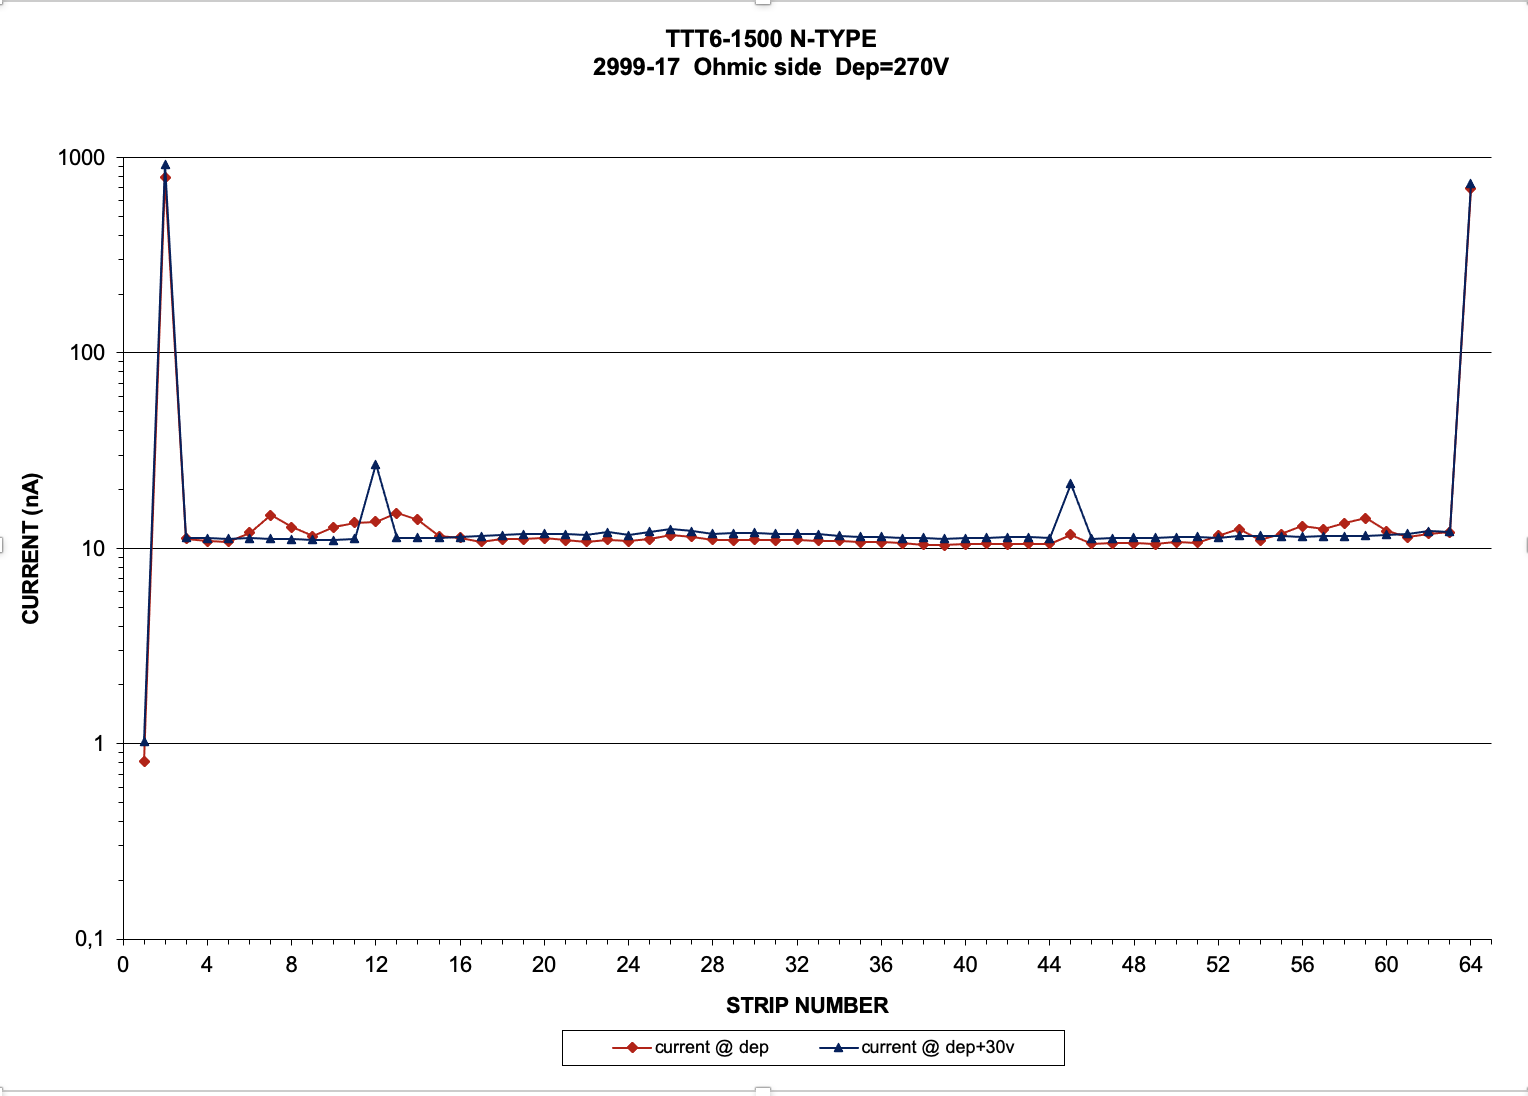 TTT6-1500 N-TYPE
2999-17  Ohmic side  Dep=270V
1000
100
10
1
0,1
CURRENT (nA)
0 4 8 12 16 20 24 28 32 36 40 44 48 52 56 60 64
STRIP NUMBER
current @ dep current @ dep+30v